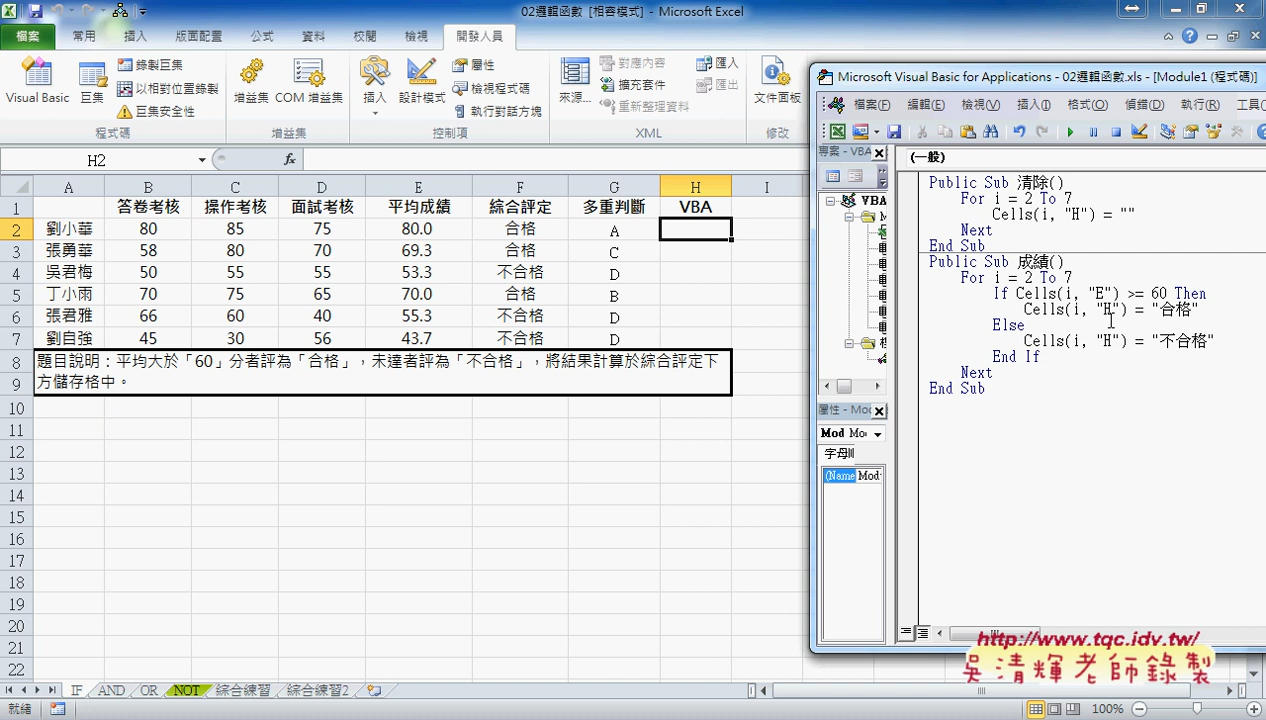 02邏輯函數 [相容模式] - Microsoft Excel
檔案 常用 插入 版面配置 公式 資料 校閱 檢視 開發人員
Visual Basic 巨集 錄製巨集 以相對位置錄製 巨集安全性 程式碼
增益集 COM 增益集 增益集
插入 設計模式 屬性 檢視程式碼 執行對話方塊 控制項
來源... 對應內容 擴充套件 重新整理資料 匯入 匯出 XML
文件面板 修改
H2 fx
A B C D E F G H I
1 答卷考核 操作考核 面試考核 平均成績 綜合評定 多重判斷 VBA
2 劉小華 80 85 75 80.0 合格 A
3 張勇華 58 80 70 69.3 合格 C
4 吳君梅 50 55 55 53.3 不合格 D
5 丁小雨 70 75 65 70.0 合格 B
6 張君雅 66 60 40 55.3 不合格 D
7 劉自強 45 30 56 43.7 不合格 D
8 題目說明：平均大於「60」分者評為「合格」，未達者評為「不合格」，將結果計算於綜合評定下
9 方儲存格中。
10
11
12
13
14
15
16
17
18
19
20
21
22
IF AND OR NOT 綜合練習 綜合練習2
就緒 100%
Microsoft Visual Basic for Applications - 02邏輯函數.xls - [Module1 (程式碼)]
檔案(F) 編輯(E) 檢視(V) 插入(I) 格式(O) 偵錯(D) 執行(R) 工具
專案 - VBA
VBA
屬性 - Mod
Mod Mo
字母
(Name Mod
(一般)
Public Sub 清除()
For i = 2 To 7
Cells(i, "H") = ""
Next
End Sub
Public Sub 成績()
For i = 2 To 7
If Cells(i, "E") >= 60 Then
Cells(i, "H") = "合格"
Else
Cells(i, "H") = "不合格"
End If
Next
End Sub
http://www.tqc.idv.tw/
吳清輝老師錄製